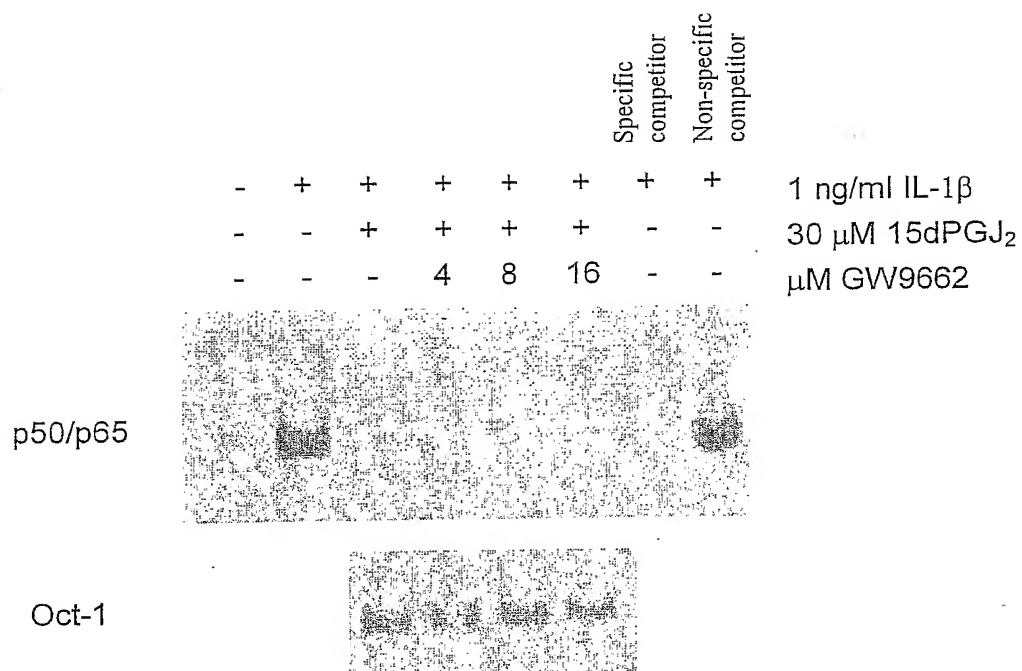 Specific
competitor
Non-specific
competitor
- + + + + + + + 1 ng/ml IL-1β
- - + + + + - - 30 μM 15dPGJ₂
- - - 4 8 16 - - μM GW9662
p50/p65
Oct-1